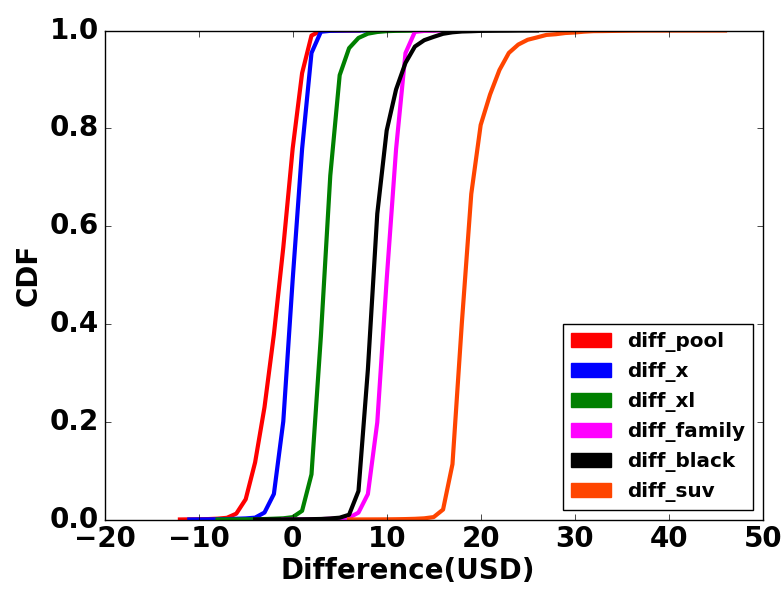 1.0
0.8
0.6
0.4
0.2
0.0
CDF
−20 −10 0 10 20 30 40 50
Difference(USD)
diff_pool
diff_x
diff_xl
diff_family
diff_black
diff_suv